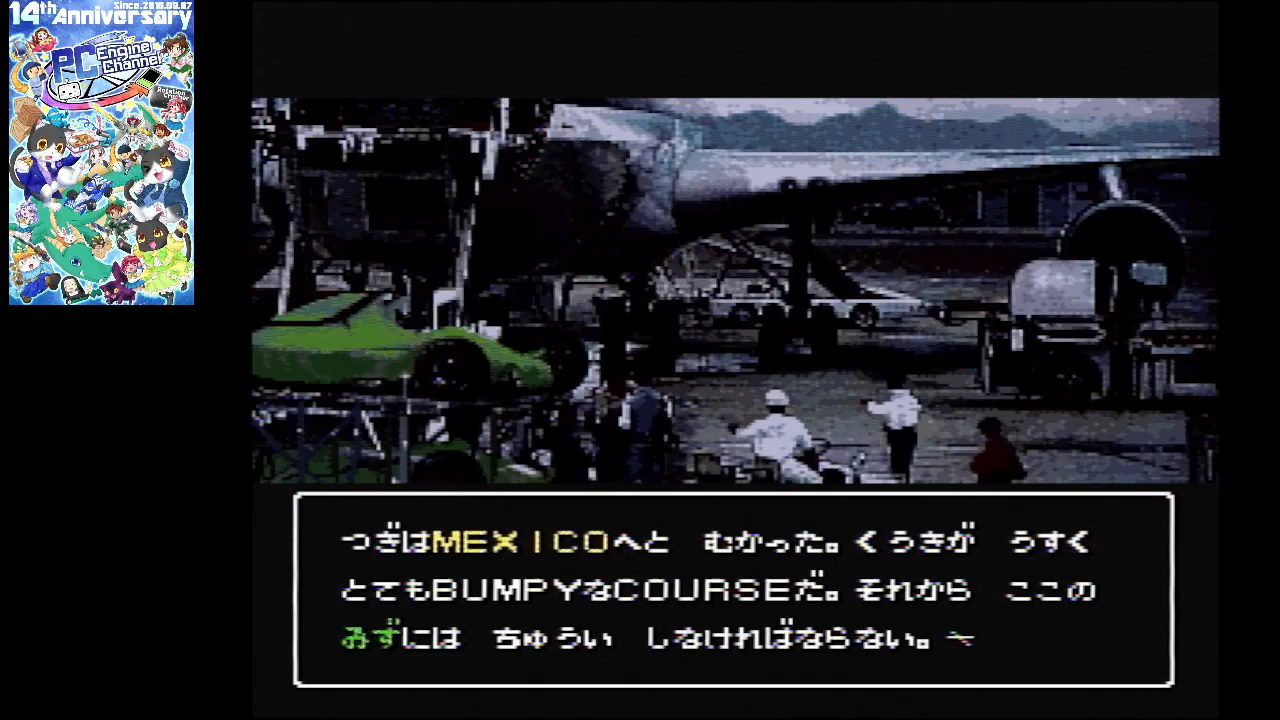 14th Anniversary
Since.2010.09.07
PC Engine
Channel
つぎはMEXICOへと むかった。くうきが うすく
とてもBUMPYなCOURSEだ。それから ここの
みずには ちゅうい しなければならない。